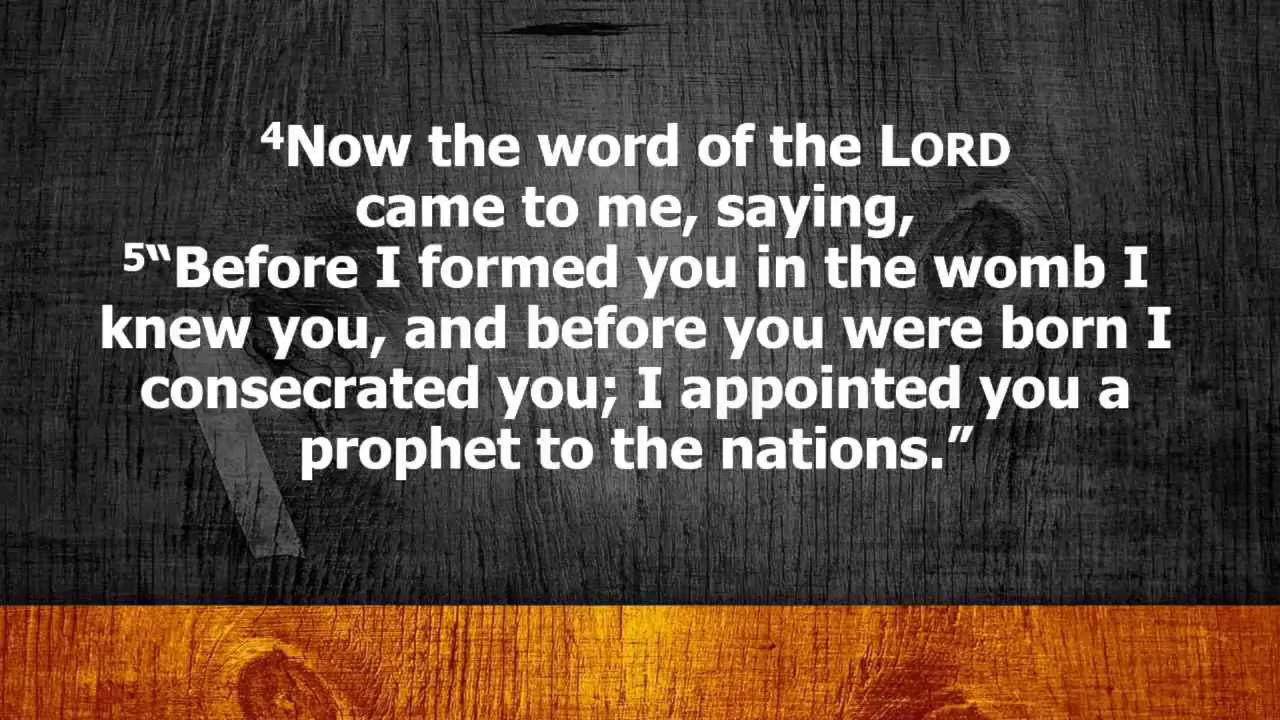 ⁴Now the word of the LORD
came to me, saying,
⁵“Before I formed you in the womb I
knew you, and before you were born I
consecrated you; I appointed you a
prophet to the nations.”